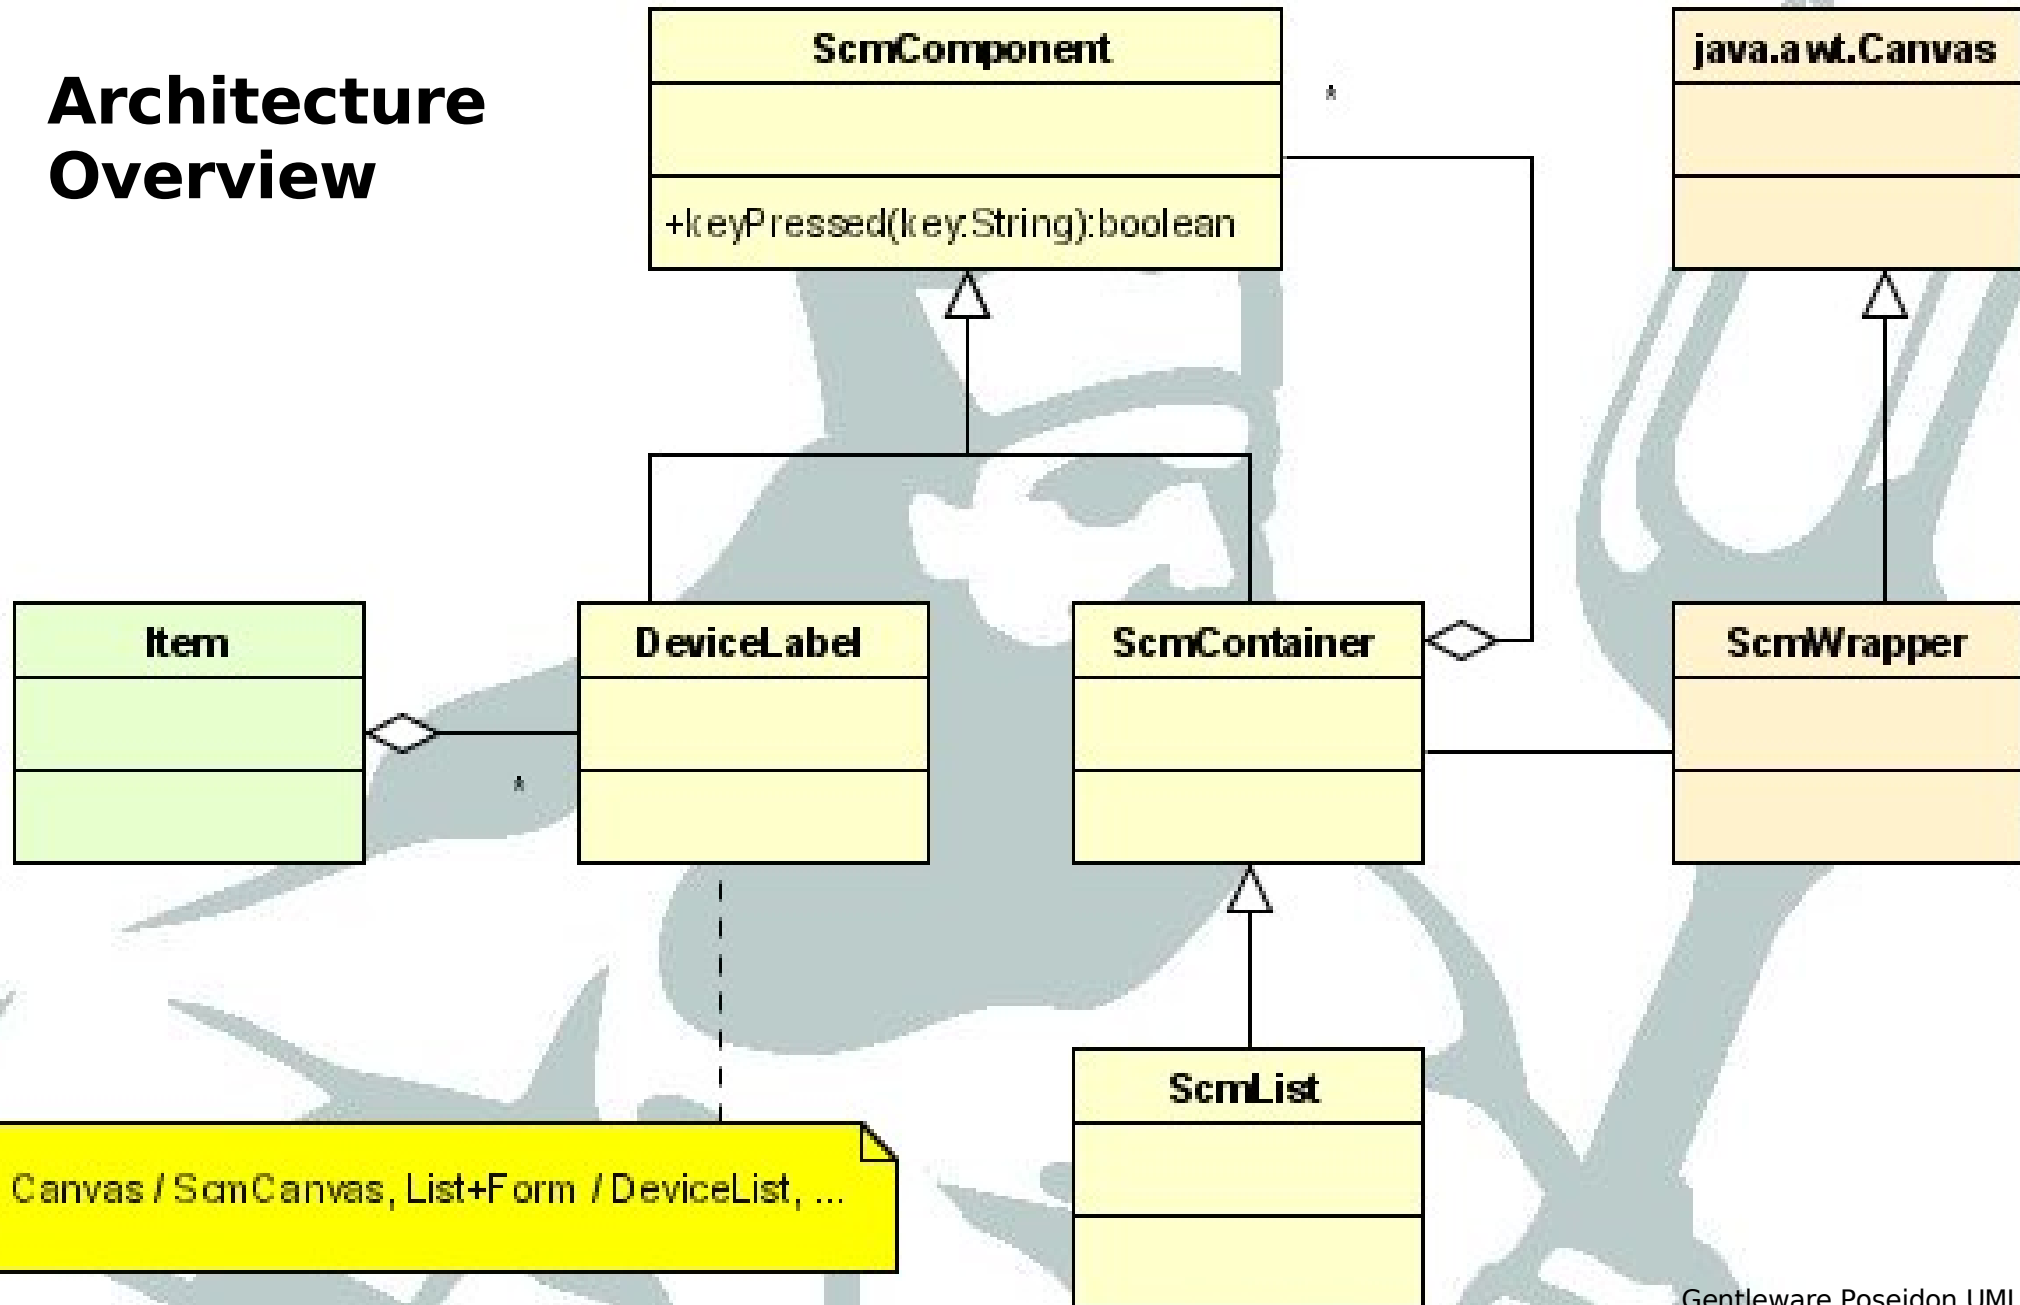 Architecture
Overview
ScmComponent
*
+keyPressed(key:String):boolean
java.awt.Canvas
Item
DeviceLabel
ScmContainer
ScmWrapper
*
ScmList
Canvas / ScmCanvas, List+Form / DeviceList, ...
Gentleware Poseidon UML